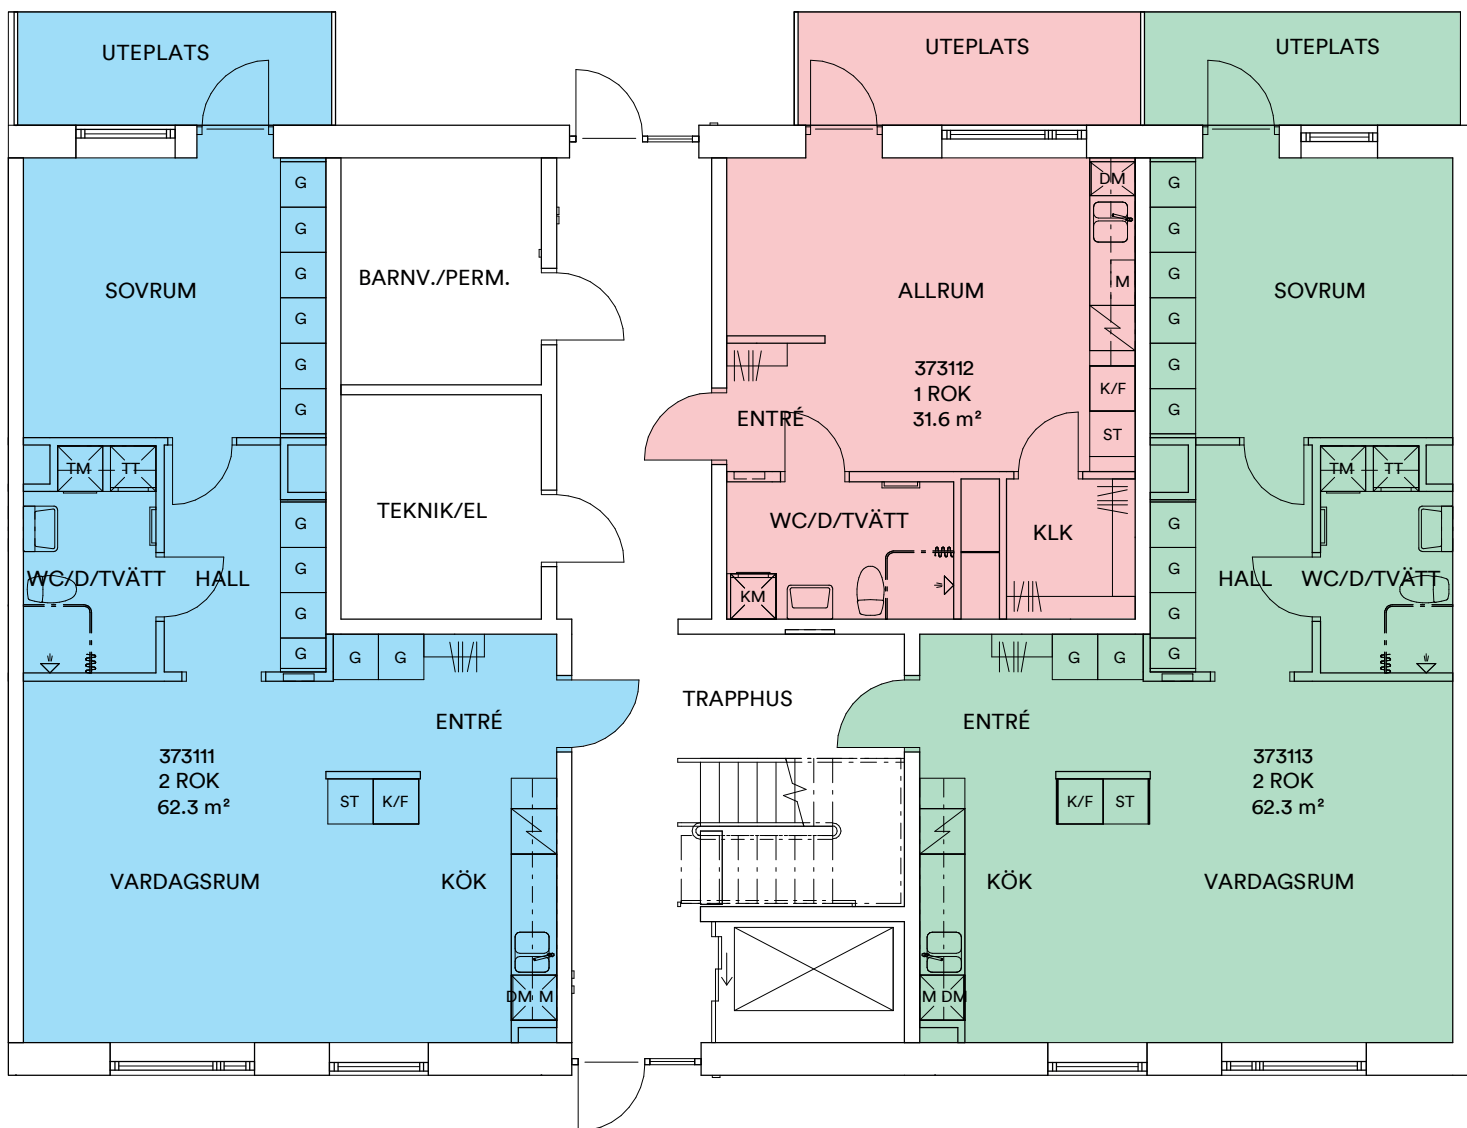 UTEPLATS
UTEPLATS
UTEPLATS
G
G
G
G
G
G
SOVRUM
BARNV./PERM.
ALLRUM
DM
M
K/F
ST
373112
1 ROK
31.6 m²
ENTRÉ
G
G
G
G
G
G
SOVRUM
TM
TT
G
G
G
G
WC/D/TVÄTT
HALL
TEKNIK/EL
WC/D/TVÄTT
KM
KLK
G
G
G
G
TM
TT
HALL
WC/D/TVÄTT
G
G
ENTRÉ
TRAPPHUS
ENTRÉ
G
G
373111
2 ROK
62.3 m²
ST
K/F
VARDAGSRUM
KÖK
DM M
373113
2 ROK
62.3 m²
K/F
ST
KÖK
VARDAGSRUM
M DM